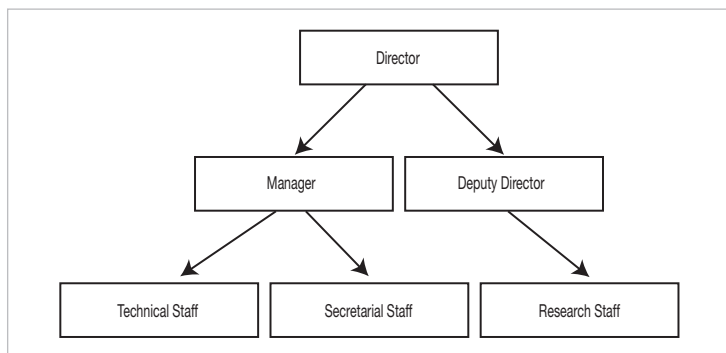 Director
Manager
Deputy Director
Technical Staff
Secretarial Staff
Research Staff